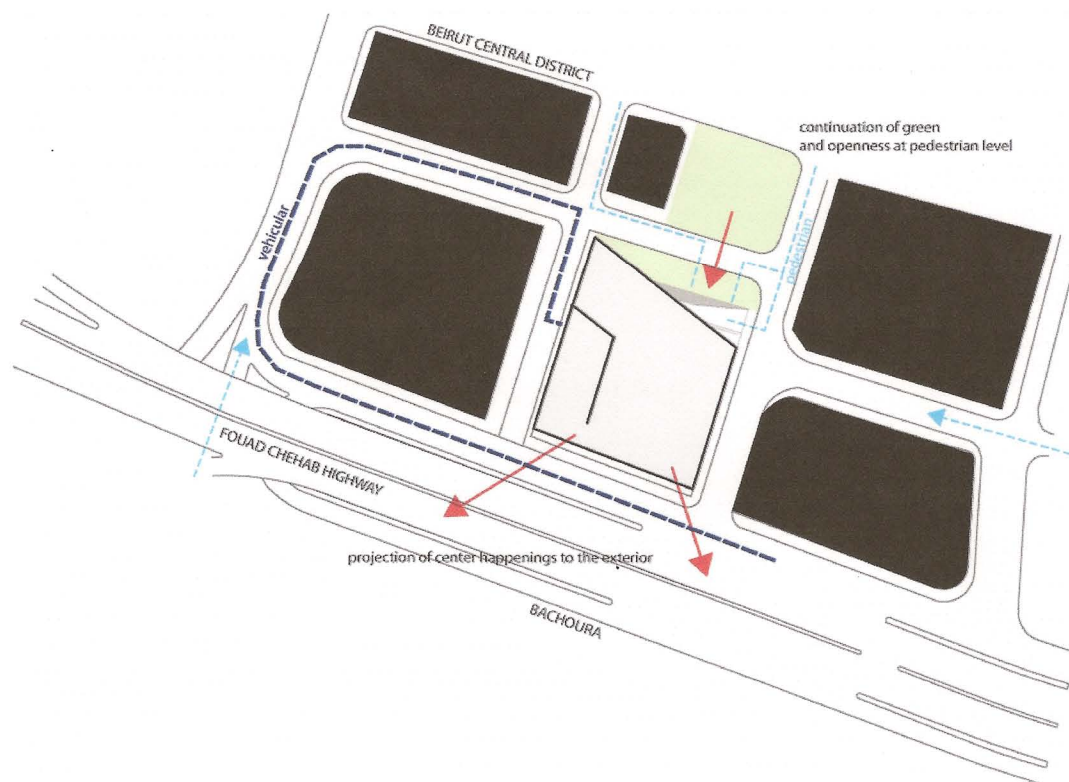 BEIRUT CENTRAL DISTRICT
continuation of green
and openness at pedestrian level
vehicular
pedestrian
FOUAD CHEHAB HIGHWAY
projection of center happenings to the exterior
BACHOURA